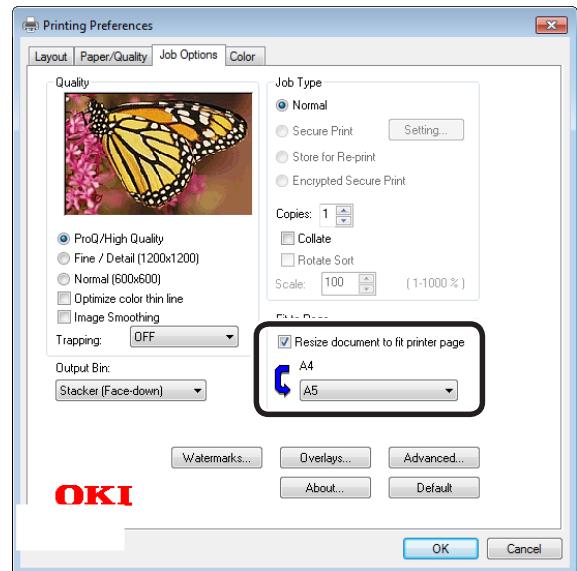 Printing Preferences
Layout Paper/Quality Job Options Color
Quality
ProQ/High Quality
Fine / Detail (1200x1200)
Normal (600x600)
Optimize color thin line
Image Smoothing
Trapping: OFF
Output Bin:
Stacker (Face-down)
Job Type
Normal
Secure Print Setting...
Store for Re-print
Encrypted Secure Print
Copies: 1
Collate
Rotate Sort
Scale: 100 (1-1000 %)
Fit to Page
Resize document to fit printer page
A4
A5
Watermarks... Overlays... Advanced...
About... Default
OKI
OK Cancel